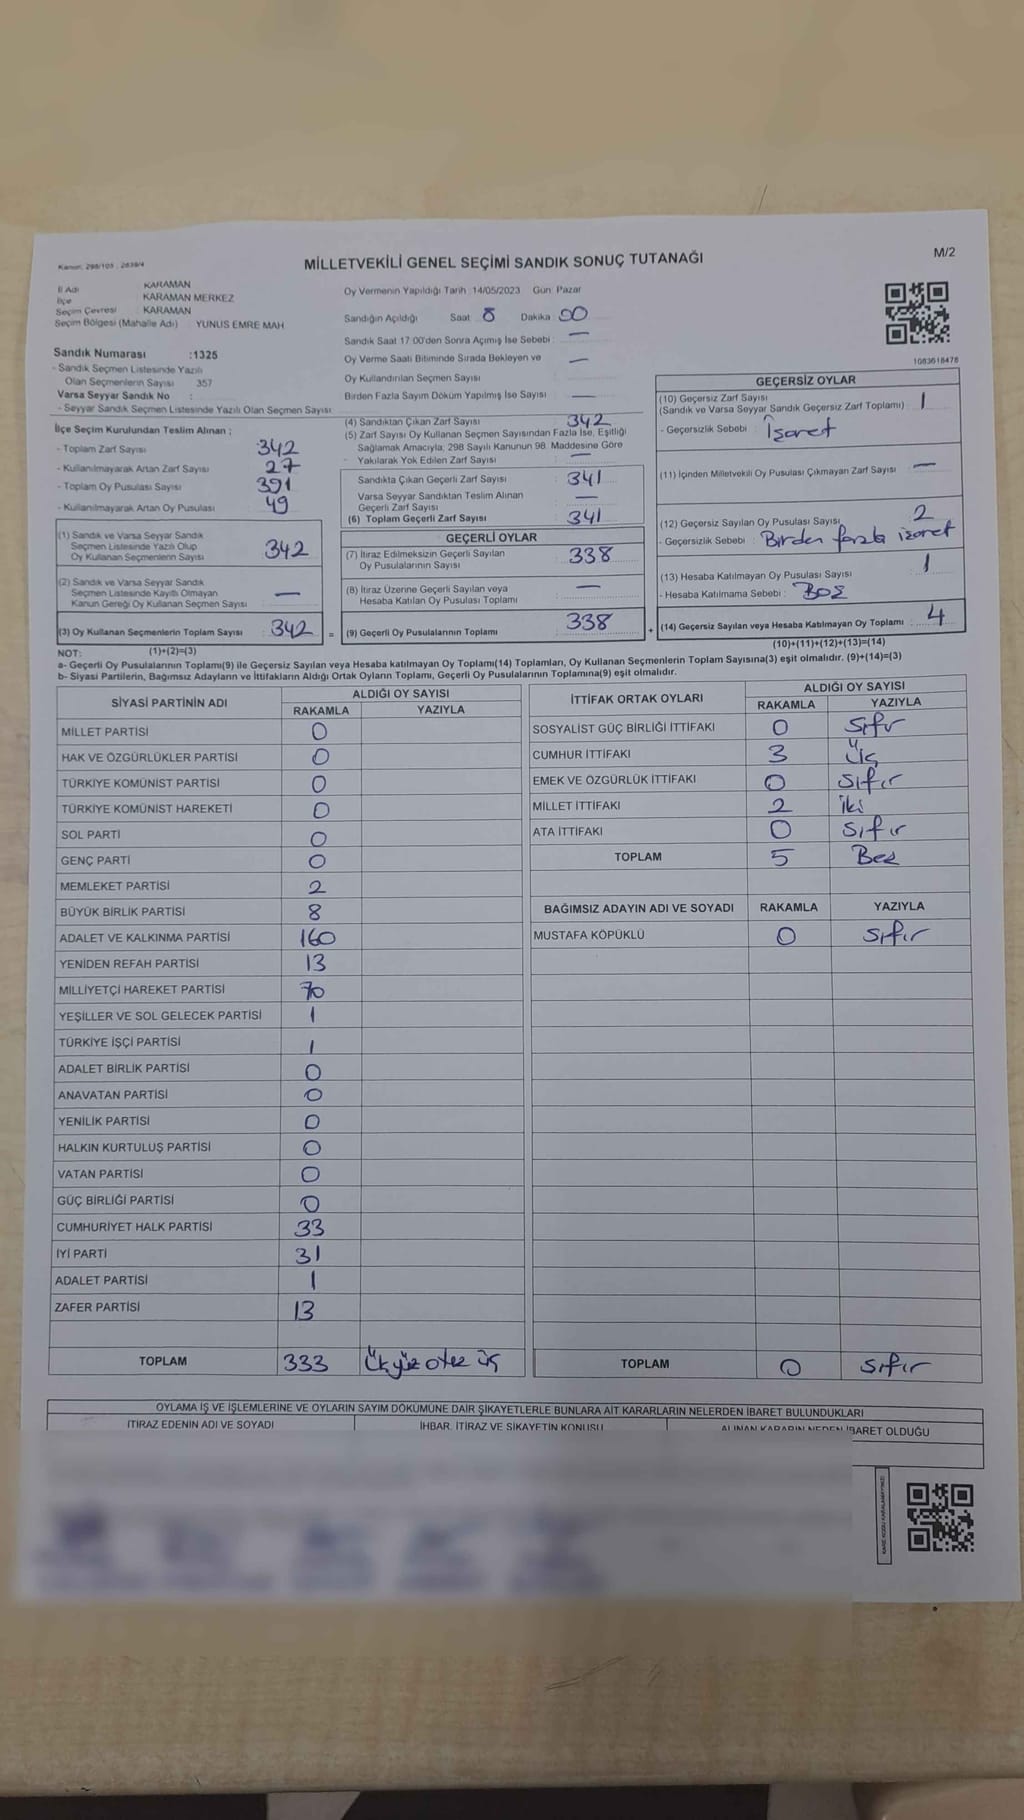 Kanun: 298/105 , 2839/4
MİLLETVEKİLİ GENEL SEÇİMİ SANDIK SONUÇ TUTANAĞI
M/2
İl Adı KARAMAN
İlçe KARAMAN MERKEZ
Seçim Çevresi KARAMAN
Seçim Bölgesi (Mahalle Adı) YUNUS EMRE MAH
Sandık Numarası :1325
- Sandık Seçmen Listesinde Yazılı
Olan Seçmenlerin Sayısı 357
Varsa Seyyar Sandık No :
- Seyyar Sandık Seçmen Listesinde Yazılı Olan Seçmen Sayısı
İlçe Seçim Kurulundan Teslim Alınan ;
- Toplam Zarf Sayısı 342
- Kullanılmayarak Artan Zarf Sayısı 27
- Toplam Oy Pusulası Sayısı 391
- Kullanılmayarak Artan Oy Pusulası 49
(1) Sandık ve Varsa Seyyar Sandık
Seçmen Listesinde Yazılı Olup
Oy Kullanan Seçmenlerin Sayısı 342
(2) Sandık ve Varsa Seyyar Sandık
Seçmen Listesinde Kayıtlı Olmayan
Kanun Gereği Oy Kullanan Seçmen Sayısı —
(3) Oy Kullanan Seçmenlerin Toplam Sayısı 342 =
Oy Vermenin Yapıldığı Tarih :14/05/2023 Gün: Pazar
Sandığın Açıldığı Saat 8 Dakika 00
Sandık Saat 17:00'den Sonra Açımış İse Sebebi : —
Oy Verme Saati Bitiminde Sırada Bekleyen ve —
Oy Kullandırılan Seçmen Sayısı
Birden Fazla Sayım Döküm Yapılmış İse Sayısı —
(4) Sandıktan Çıkan Zarf Sayısı 342
(5) Zarf Sayısı Oy Kullanan Seçmen Sayısından Fazla İse, Eşitliği
Sağlamak Amacıyla, 298 Sayılı Kanunun 98. Maddesine Göre
Yakılarak Yok Edilen Zarf Sayısı —
Sandıkta Çıkan Geçerli Zarf Sayısı 341
Varsa Seyyar Sandıktan Teslim Alınan
Geçerli Zarf Sayısı —
(6) Toplam Geçerli Zarf Sayısı 341
GEÇERLİ OYLAR
(7) İtiraz Edilmeksizin Geçerli Sayılan
Oy Pusulalarının Sayısı 338
(8) İtiraz Üzerine Geçerli Sayılan veya
Hesaba Katılan Oy Pusulası Toplamı —
(9) Geçerli Oy Pusulalarının Toplamı 338 +
1083618478
GEÇERSİZ OYLAR
(10) Geçersiz Zarf Sayısı
(Sandık ve Varsa Seyyar Sandık Geçersiz Zarf Toplamı) 1
- Geçersizlik Sebebi : İşaret
(11) İçinden Milletvekili Oy Pusulası Çıkmayan Zarf Sayısı —
(12) Geçersiz Sayılan Oy Pusulası Sayısı 2
- Geçersizlik Sebebi : Birden fazla işaret
(13) Hesaba Katılmayan Oy Pusulası Sayısı 1
- Hesaba Katılmama Sebebi : BOŞ
(14) Geçersiz Sayılan veya Hesaba Katılmayan Oy Toplamı 4
NOT: (1)+(2)=(3)
(10)+(11)+(12)+(13)=(14)
a- Geçerli Oy Pusulalarının Toplamı(9) ile Geçersiz Sayılan veya Hesaba katılmayan Oy Toplamı(14) Toplamları, Oy Kullanan Seçmenlerin Toplam Sayısına(3) eşit olmalıdır. (9)+(14)=(3)
b- Siyasi Partilerin, Bağımsız Adayların ve İttifakların Aldığı Ortak Oyların Toplamı, Geçerli Oy Pusulalarının Toplamına(9) eşit olmalıdır.
SİYASİ PARTİNİN ADI ALDIĞI OY SAYISI
RAKAMLA YAZIYLA
MİLLET PARTİSİ 0
HAK VE ÖZGÜRLÜKLER PARTİSİ 0
TÜRKİYE KOMÜNİST PARTİSİ 0
TÜRKİYE KOMÜNİST HAREKETİ 0
SOL PARTİ 0
GENÇ PARTİ 0
MEMLEKET PARTİSİ 2
BÜYÜK BİRLİK PARTİSİ 8
ADALET VE KALKINMA PARTİSİ 160
YENİDEN REFAH PARTİSİ 13
MİLLİYETÇİ HAREKET PARTİSİ 70
YEŞİLLER VE SOL GELECEK PARTİSİ 1
TÜRKİYE İŞÇİ PARTİSİ 1
ADALET BİRLİK PARTİSİ 0
ANAVATAN PARTİSİ 0
YENİLİK PARTİSİ 0
HALKIN KURTULUŞ PARTİSİ 0
VATAN PARTİSİ 0
GÜÇ BİRLİĞİ PARTİSİ 0
CUMHURİYET HALK PARTİSİ 33
İYİ PARTİ 31
ADALET PARTİSİ 1
ZAFER PARTİSİ 13
TOPLAM 333 Üçyüz otuz üç
İTTİFAK ORTAK OYLARI ALDIĞI OY SAYISI
RAKAMLA YAZIYLA
SOSYALİST GÜÇ BİRLİĞİ İTTİFAKI 0 Sıfır
CUMHUR İTTİFAKI 3 Üç
EMEK VE ÖZGÜRLÜK İTTİFAKI 0 sıfır
MİLLET İTTİFAKI 2 iki
ATA İTTİFAKI 0 sıfır
TOPLAM 5 Beş
BAĞIMSIZ ADAYIN ADI VE SOYADI RAKAMLA YAZIYLA
MUSTAFA KÖPÜKLÜ 0 sıfır
TOPLAM 0 sıfır
OYLAMA İŞ VE İŞLEMLERİNE VE OYLARIN SAYIM DÖKÜMÜNE DAİR ŞİKAYETLERLE BUNLARA AİT KARARLARIN NELERDEN İBARET BULUNDUKLARI
İTİRAZ EDENİN ADI VE SOYADI İHBAR, İTİRAZ VE ŞİKAYETİN KONUSU ALINAN KARARIN NEDEN İBARET OLDUĞU